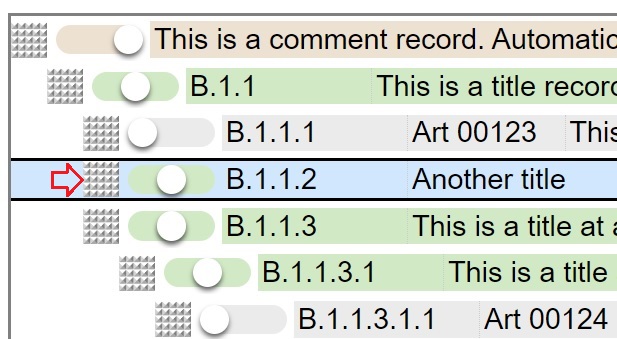 This is a comment record. Automatic
B.1.1 This is a title record
B.1.1.1 Art 00123 This
B.1.1.2 Another title
B.1.1.3 This is a title at a
B.1.1.3.1 This is a title
B.1.1.3.1.1 Art 00124